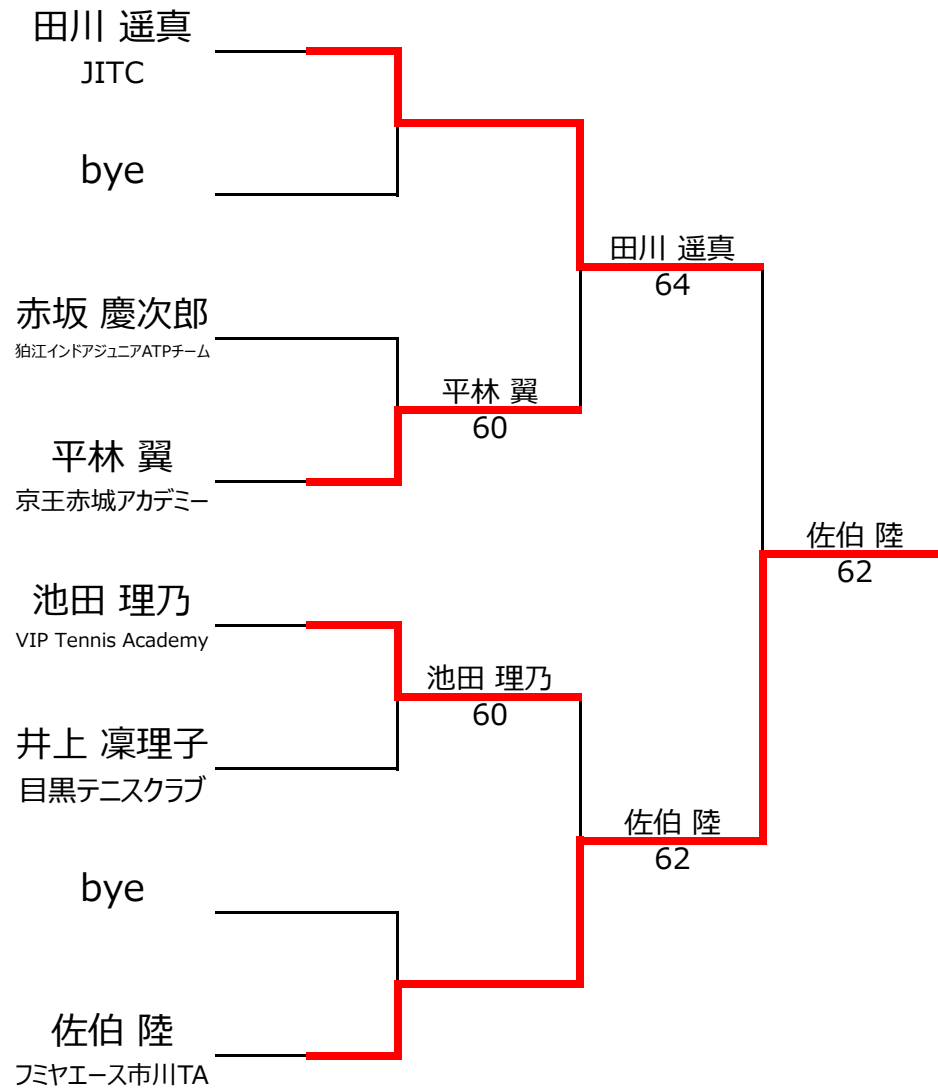 田川 遥真
JITC
bye
赤坂 慶次郎
狛江インドアジュニアATPチーム
平林 翼
京王赤城アカデミー
池田 理乃
VIP Tennis Academy
井上 凜理子
目黒テニスクラブ
bye
佐伯 陸
フミヤエース市川TA
平林 翼
60
池田 理乃
60
田川 遥真
64
佐伯 陸
62
佐伯 陸
62